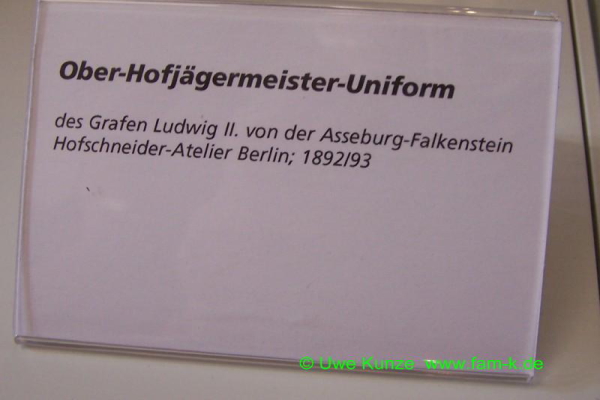 Ober-Hofjägermeister-Uniform
des Grafen Ludwig II. von der Asseburg-Falkenstein
Hofschneider-Atelier Berlin; 1892/93
© Uwe Kunze www.fam-k.de